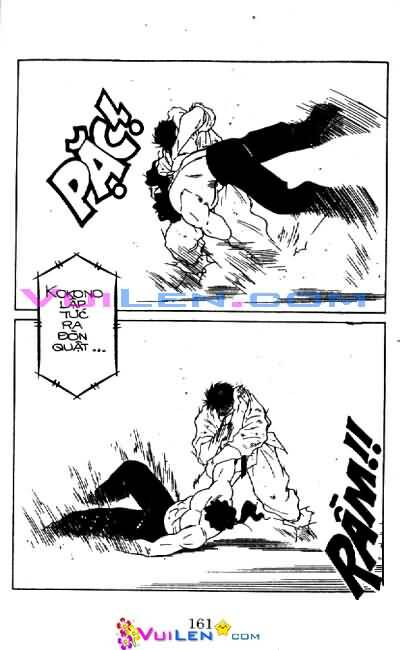 PẶC!
KOKONO
LẬP
TỨC
RA
ĐÒN
QUẬT...
VuiLen.com
RẦM!!
161
VuiLen.com